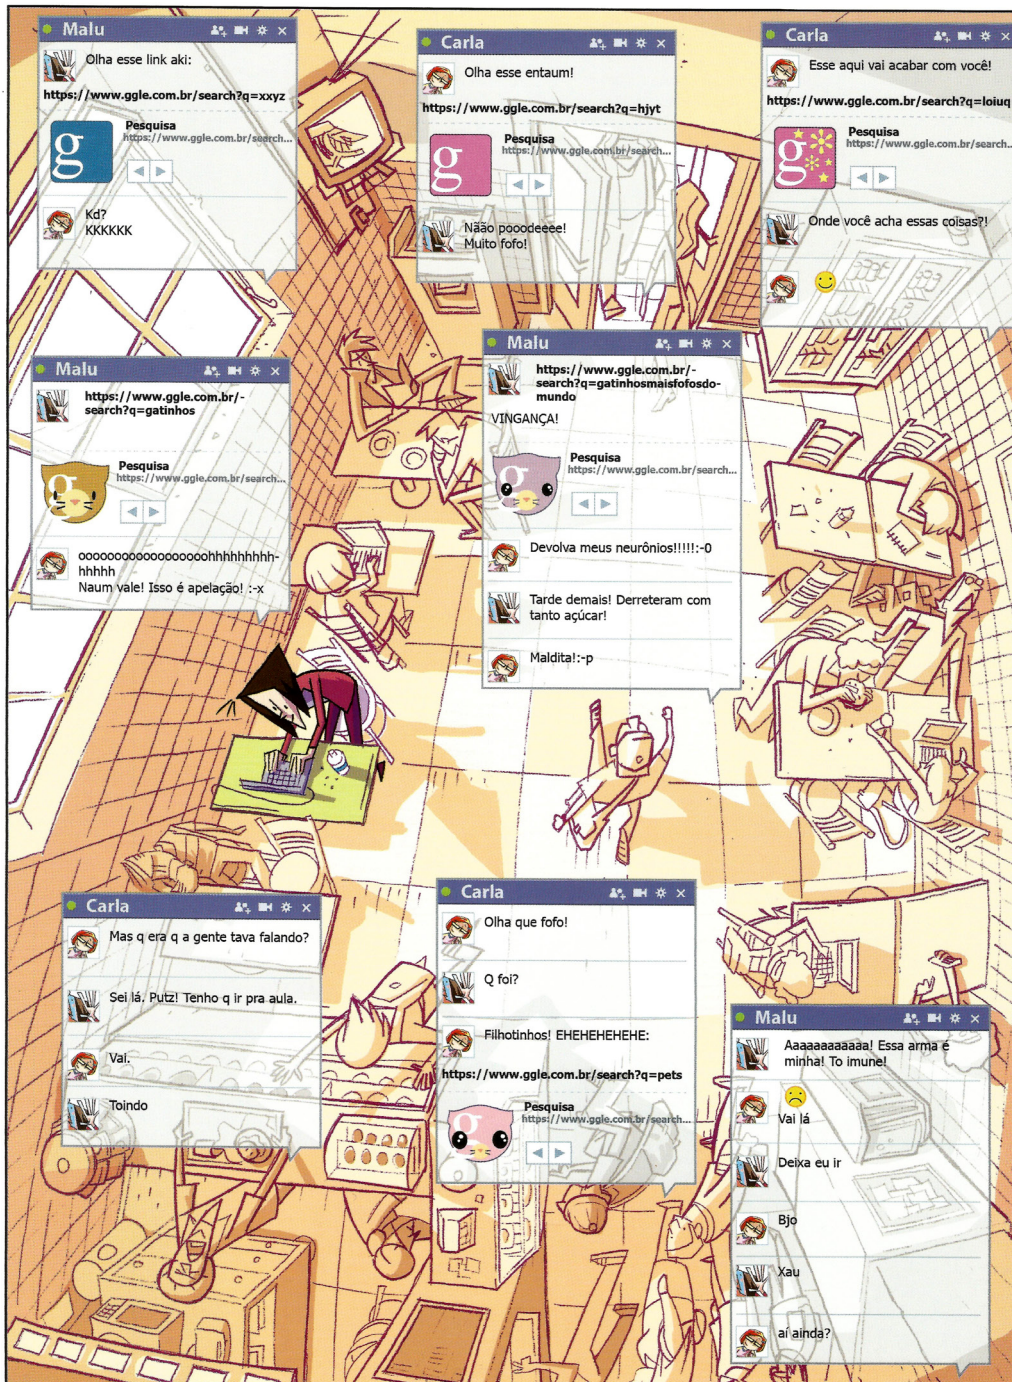 Malu
Olha esse link aki:
https://www.ggle.com.br/search?q=xxyz
g
Pesquisa
https://www.ggle.com.br/search...
Kd?
KKKKKK
Carla
Olha esse entaum!
https://www.ggle.com.br/search?q=hjyt
g
Pesquisa
https://www.ggle.com.br/search...
Nãão pooodeeee!
Muito fofo!
Carla
Esse aqui vai acabar com você!
https://www.ggle.com.br/search?q=loiuq
g
Pesquisa
https://www.ggle.com.br/search...
Onde você acha essas coisas?!
Malu
https://www.ggle.com.br/-
search?q=gatinhos
g
Pesquisa
https://www.ggle.com.br/search...
oooooooooooooooooohhhhhhhhh-
hhhhh
Naum vale! Isso é apelação! :-x
Malu
https://www.ggle.com.br/-
search?q=gatinhosmaisfofosdo-
mundo
VINGANÇA!
g
Pesquisa
https://www.ggle.com.br/search...
Devolva meus neurônios!!!!!:-0
Tarde demais! Derreteram com
tanto açúcar!
Maldita!:-p
Carla
Mas q era q a gente tava falando?
Sei lá. Putz! Tenho q ir pra aula.
Vai.
Toindo
Carla
Olha que fofo!
Q foi?
Filhotinhos! EHEHEHEHEHE:
https://www.ggle.com.br/search?q=pets
g
Pesquisa
https://www.ggle.com.br/search...
Malu
Aaaaaaaaaaaa! Essa arma é
minha! To imune!
Vai lá
Deixa eu ir
Bjo
Xau
aí ainda?